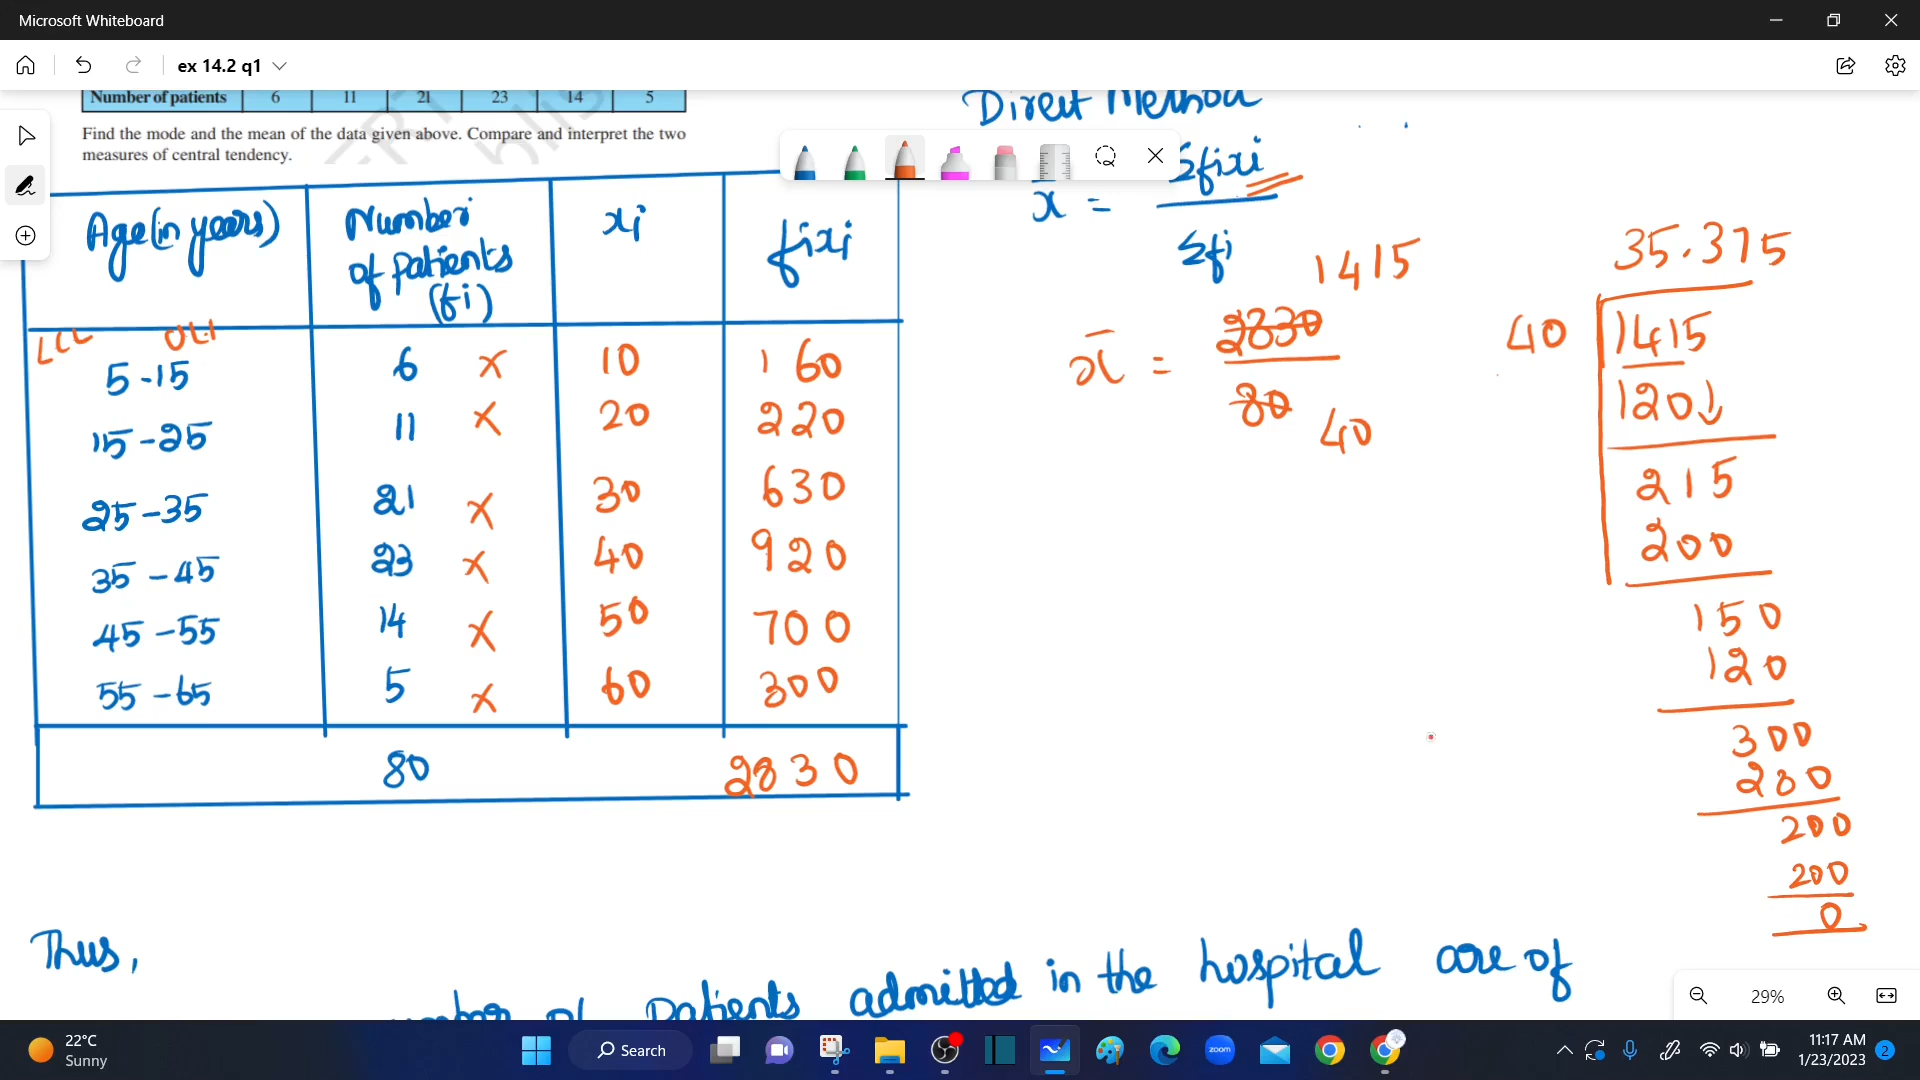 Microsoft Whiteboard
ex 14.2 q1
Number of patients 6 11 21 23 14 5
Find the mode and the mean of the data given above. Compare and interpret the two
measures of central tendency.
Direct Method
x̄ = Σfixi
Σfi
Age(in years) Number of patients (fi) xi fixi
LCL UCL
5-15 6 × 10 1 60
15-25 11 × 20 220
25-35 21 × 30 630
35-45 23 × 40 920
45-55 14 × 50 700
55-65 5 × 60 300
80 2830
1415
x̄ = 2830
80
40
35.375
40 1415
120↓
215
200
150
120
300
280
200
200
0
Thus,
number of patients admitted in the hospital are of
29%
22°C
Sunny
Search
zoom
11:17 AM
1/23/2023
2